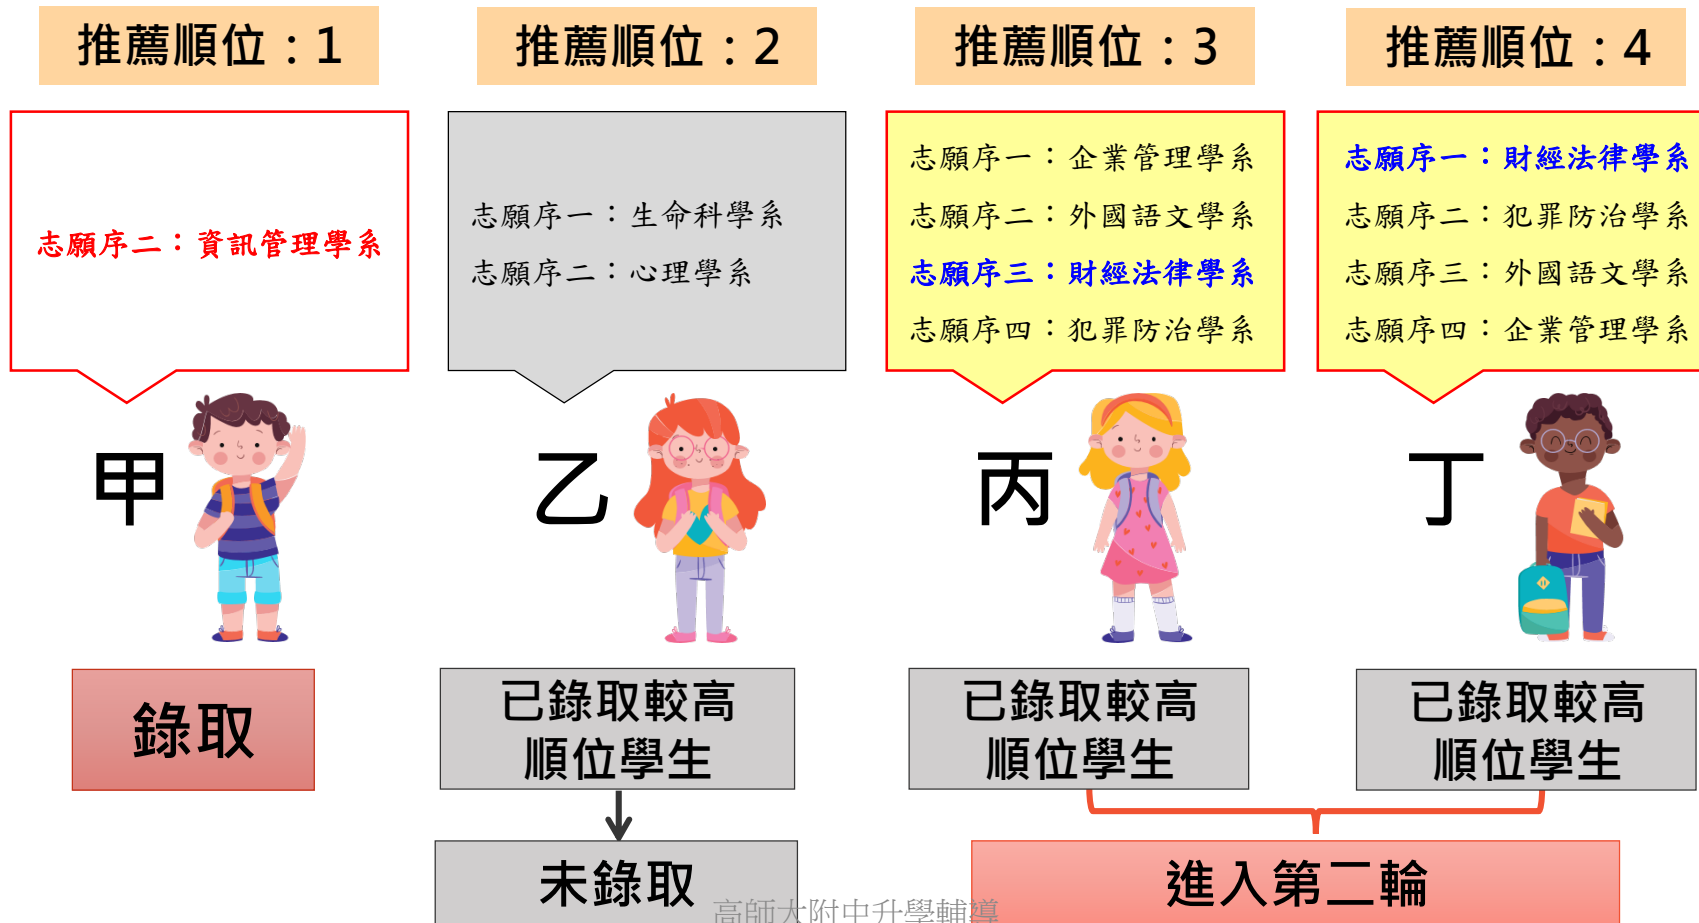 推薦順位：1
推薦順位：2
推薦順位：3
推薦順位：4
志願序二：資訊管理學系
志願序一：生命科學系
志願序二：心理學系
志願序一：企業管理學系
志願序二：外國語文學系
志願序三：財經法律學系
志願序四：犯罪防治學系
志願序一：財經法律學系
志願序二：犯罪防治學系
志願序三：外國語文學系
志願序四：企業管理學系
甲
乙
丙
丁
錄取
已錄取較高
順位學生
已錄取較高
順位學生
已錄取較高
順位學生
未錄取
進入第二輪
高師大附中升學輔導